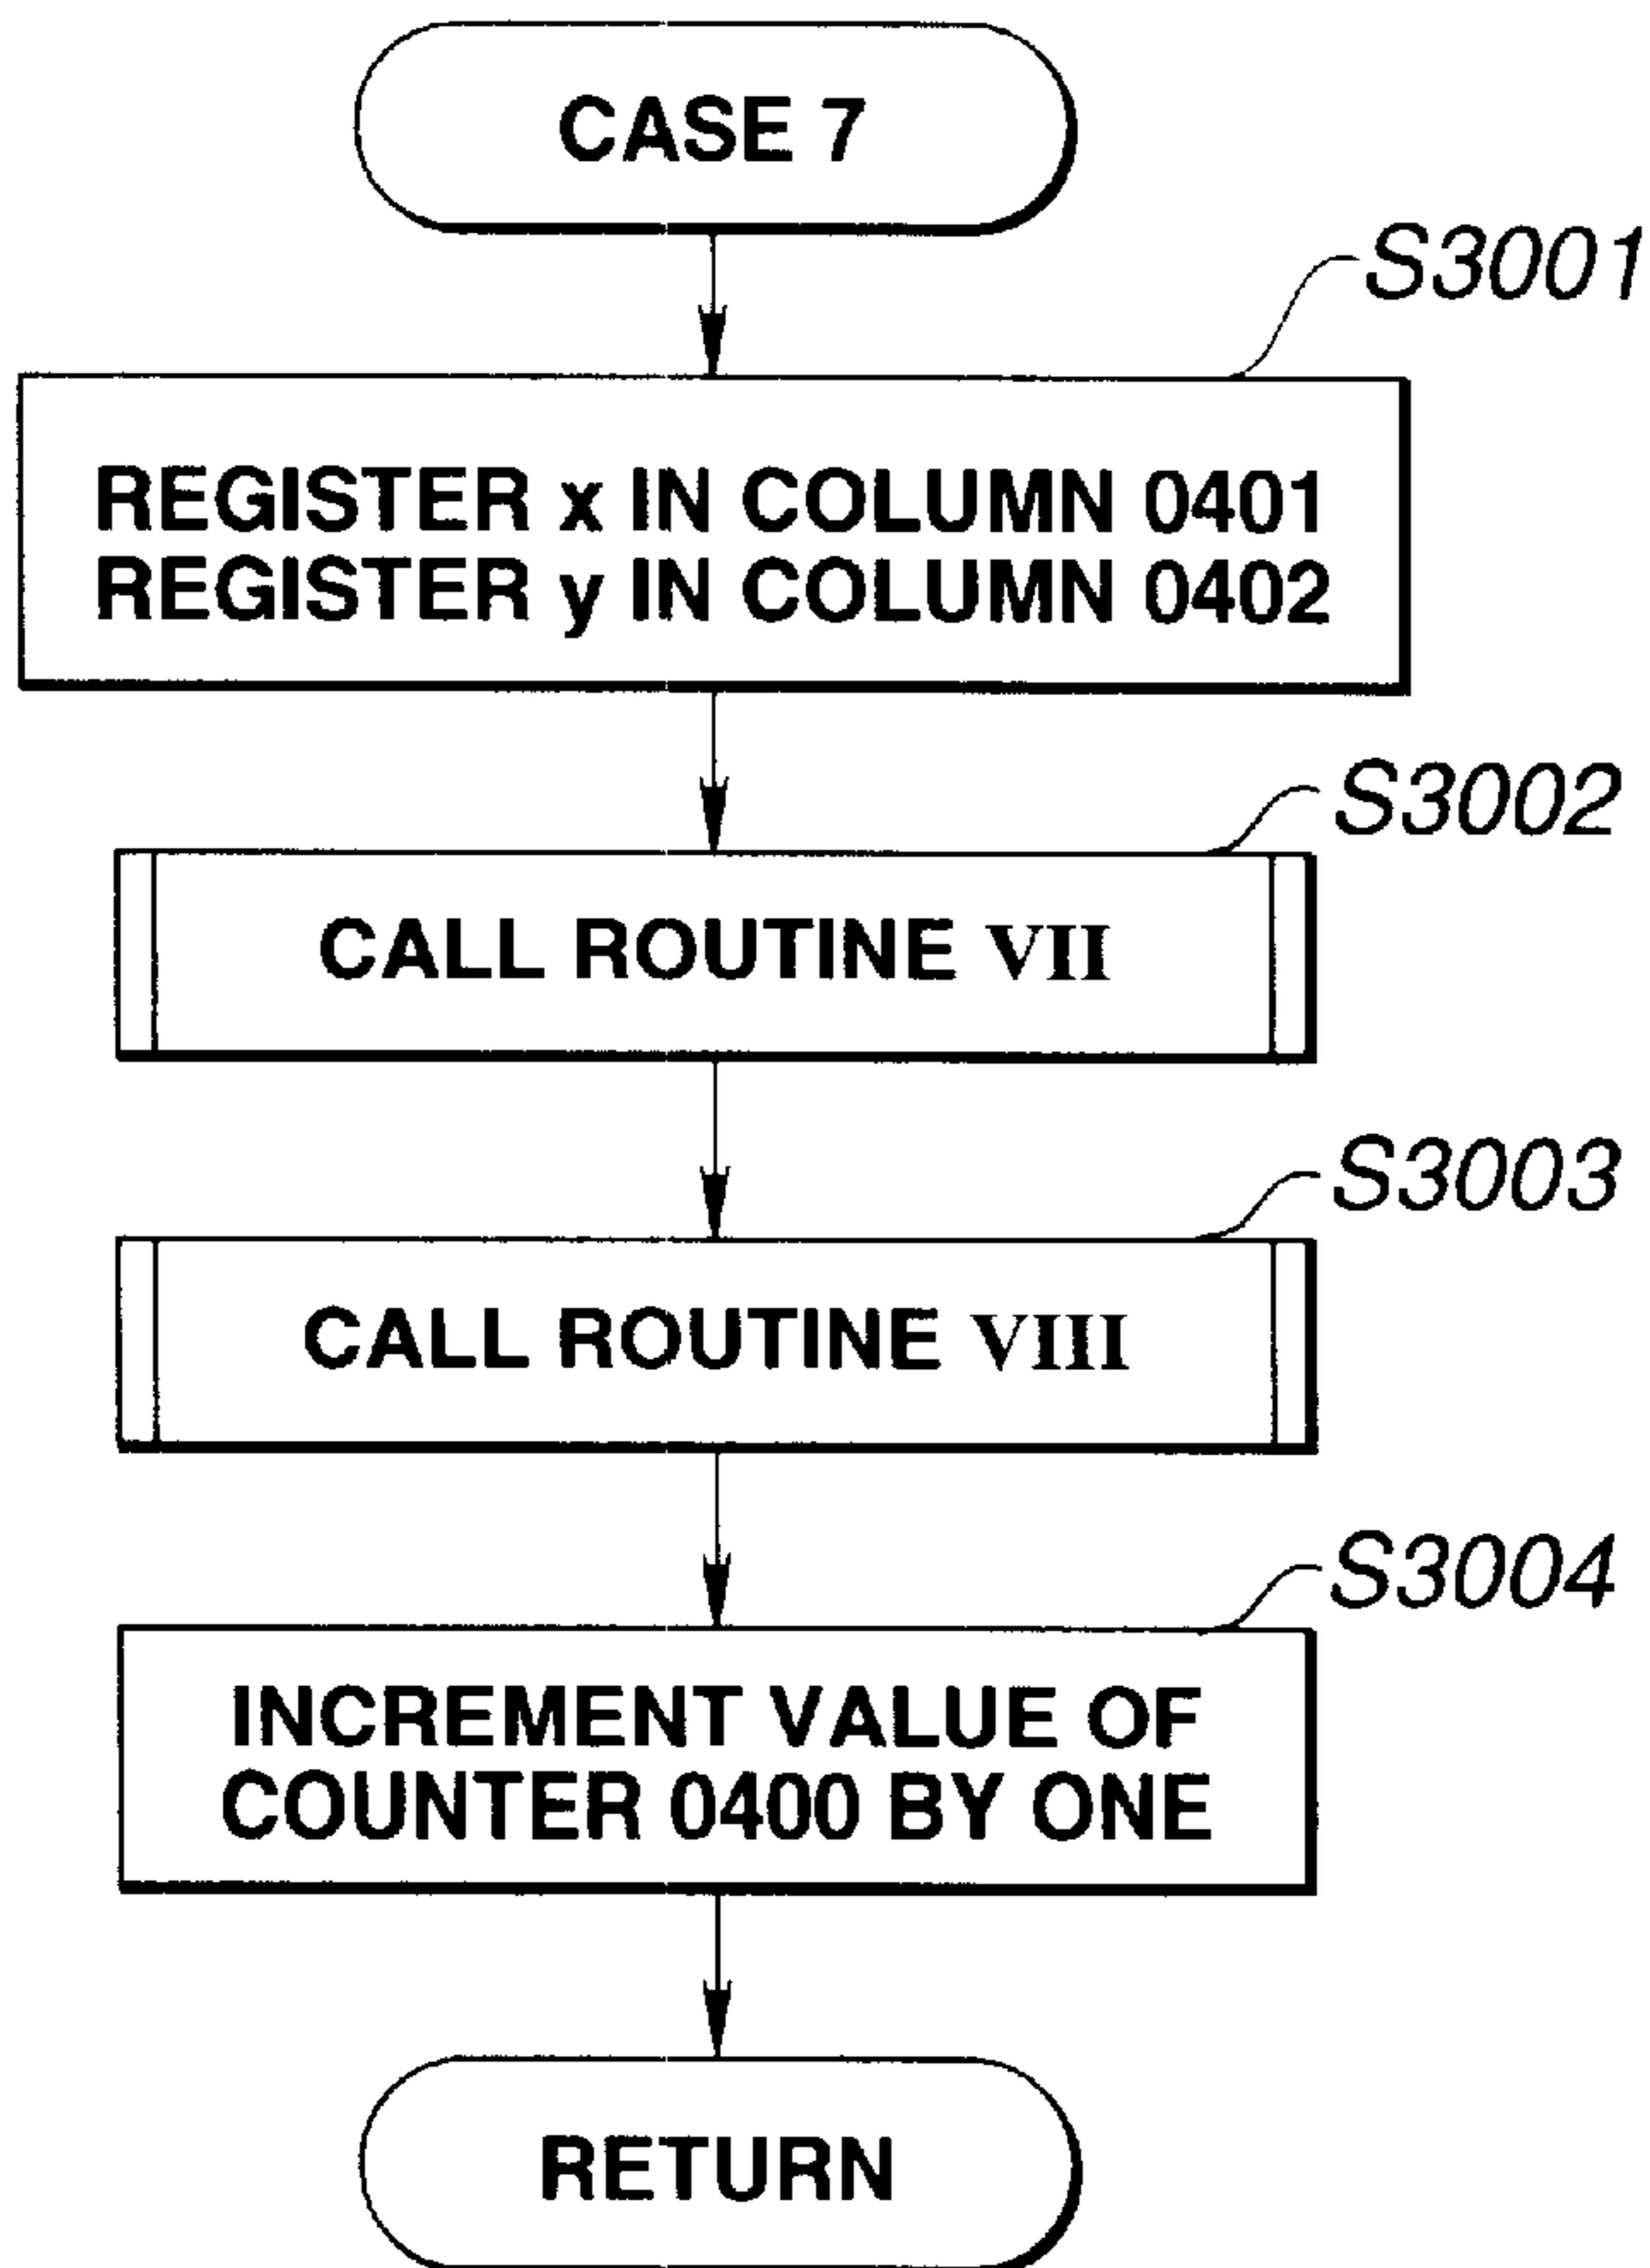 CASE 7
S3001
REGISTER x IN COLUMN 0401
REGISTER y IN COLUMN 0402
S3002
CALL ROUTINE VII
S3003
CALL ROUTINE VIII
S3004
INCREMENT VALUE OF
COUNTER 0400 BY ONE
RETURN